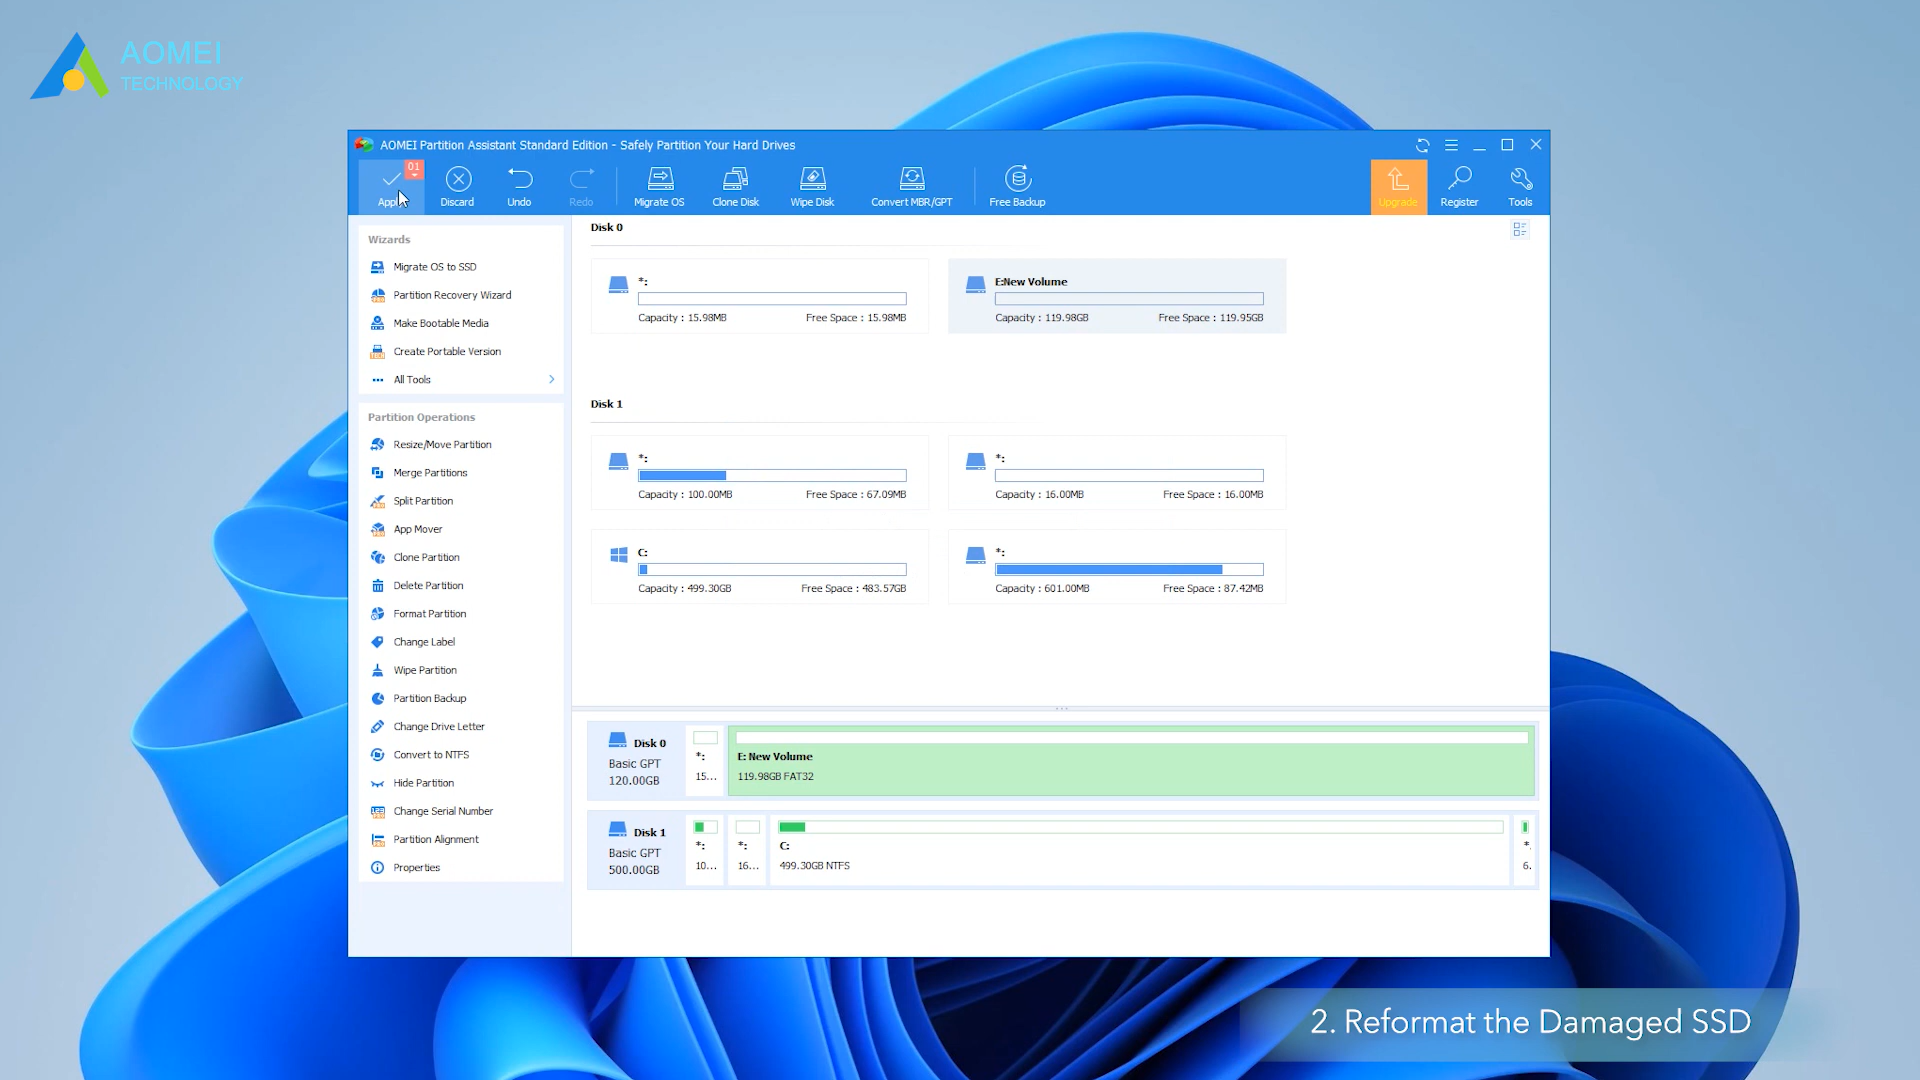 AOMEI
TECHNOLOGY
AOMEI Partition Assistant Standard Edition - Safely Partition Your Hard Drives
01
Apply
Discard
Undo
Redo
Migrate OS
Clone Disk
Wipe Disk
Convert MBR/GPT
Free Backup
Upgrade
Register
Tools
Wizards
Migrate OS to SSD
Partition Recovery Wizard
Make Bootable Media
Create Portable Version
All Tools
Partition Operations
Resize/Move Partition
Merge Partitions
Split Partition
App Mover
Clone Partition
Delete Partition
Format Partition
Change Label
Wipe Partition
Partition Backup
Change Drive Letter
Convert to NTFS
Hide Partition
Change Serial Number
Partition Alignment
Properties
Disk 0
*:
Capacity : 15.98MB Free Space : 15.98MB
E:New Volume
Capacity : 119.98GB Free Space : 119.95GB
Disk 1
*:
Capacity : 100.00MB Free Space : 67.09MB
*:
Capacity : 16.00MB Free Space : 16.00MB
C:
Capacity : 499.30GB Free Space : 483.57GB
*:
Capacity : 601.00MB Free Space : 87.42MB
Disk 0
Basic GPT
120.00GB
*:
15...
E: New Volume
119.98GB FAT32
Disk 1
Basic GPT
500.00GB
*:
10...
*:
16...
C:
499.30GB NTFS
*.
6.
2. Reformat the Damaged SSD